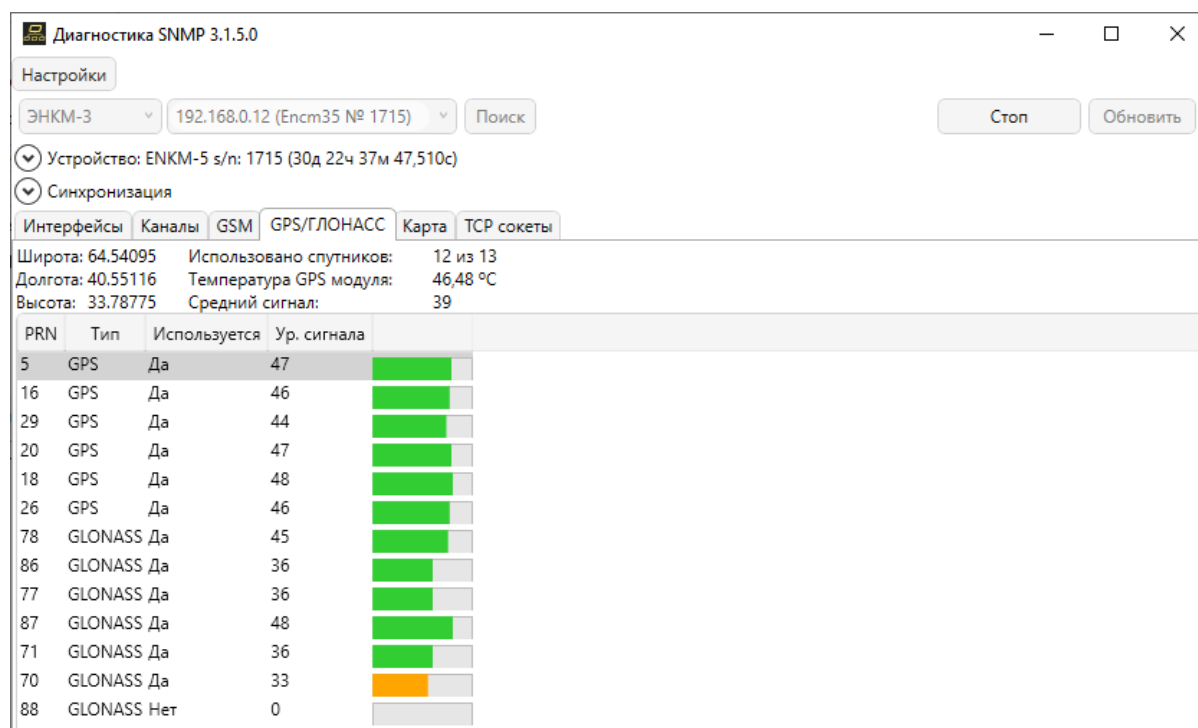 Диагностика SNMP 3.1.5.0
Настройки
ЭНКМ-3 192.168.0.12 (Encm35 № 1715) Поиск Стоп Обновить
Устройство: ENKM-5 s/n: 1715 (30д 22ч 37м 47,510с)
Синхронизация
Интерфейсы Каналы GSM GPS/ГЛОНАСС Карта TCP сокеты
Широта: 64.54095 Использовано спутников: 12 из 13
Долгота: 40.55116 Температура GPS модуля: 46,48 ºC
Высота: 33.78775 Средний сигнал: 39
PRN Тип Используется Ур. сигнала
5 GPS Да 47
16 GPS Да 46
29 GPS Да 44
20 GPS Да 47
18 GPS Да 48
26 GPS Да 46
78 GLONASS Да 45
86 GLONASS Да 36
77 GLONASS Да 36
87 GLONASS Да 48
71 GLONASS Да 36
70 GLONASS Да 33
88 GLONASS Нет 0